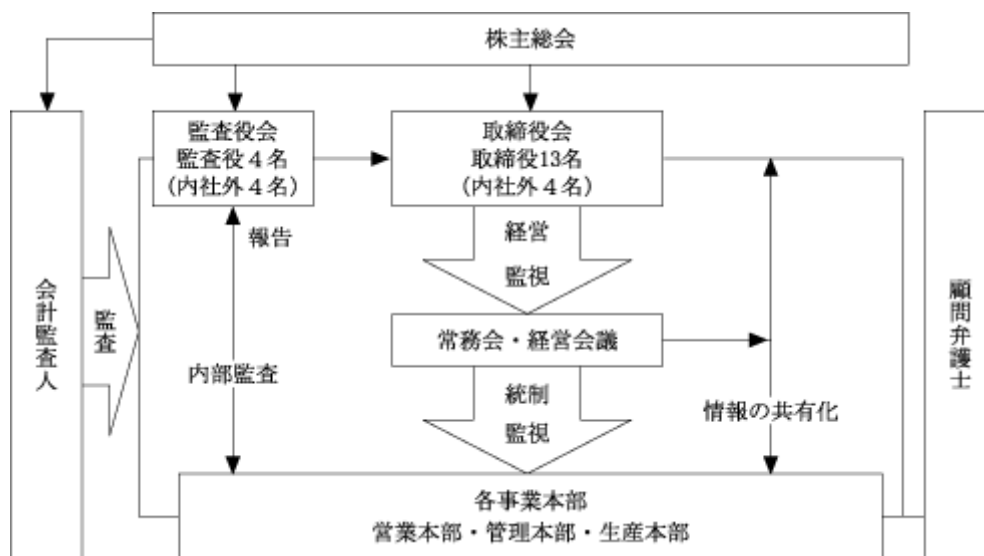 株主総会
監査役会
監査役4名
（内社外4名）
取締役会
取締役13名
（内社外4名）
報告
経営
監視
会計監査人
監査
顧問弁護士
常務会・経営会議
内部監査
統制
監視
情報の共有化
各事業本部
営業本部・管理本部・生産本部